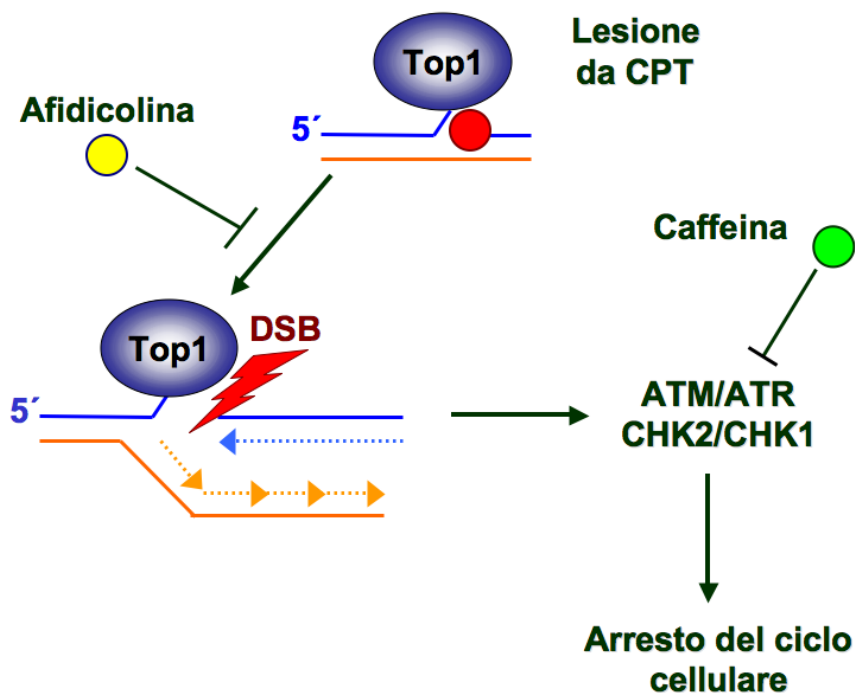 Top1
Lesione
da CPT
Afidicolina
5´
Caffeina
DSB
Top1
5´
ATM/ATR
CHK2/CHK1
Arresto del ciclo
cellulare